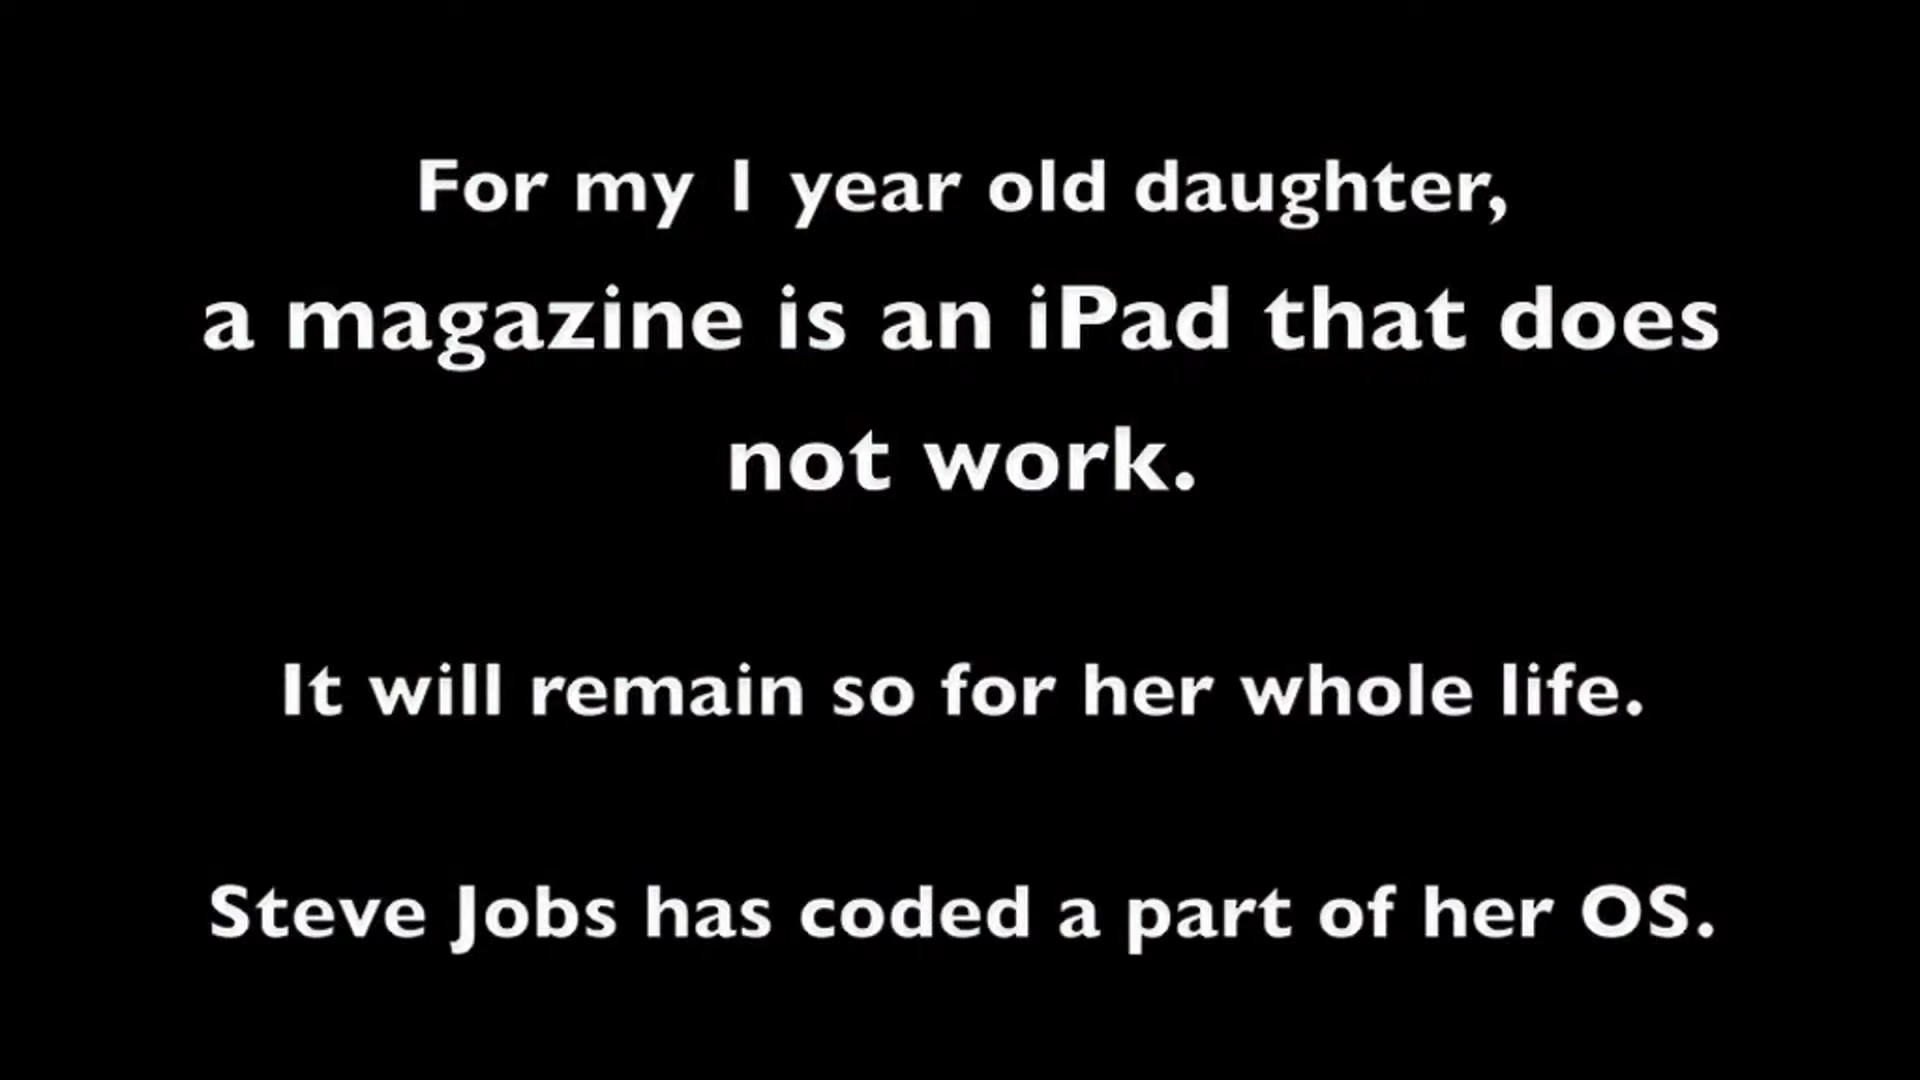 For my 1 year old daughter,
a magazine is an iPad that does
not work.
It will remain so for her whole life.
Steve Jobs has coded a part of her OS.